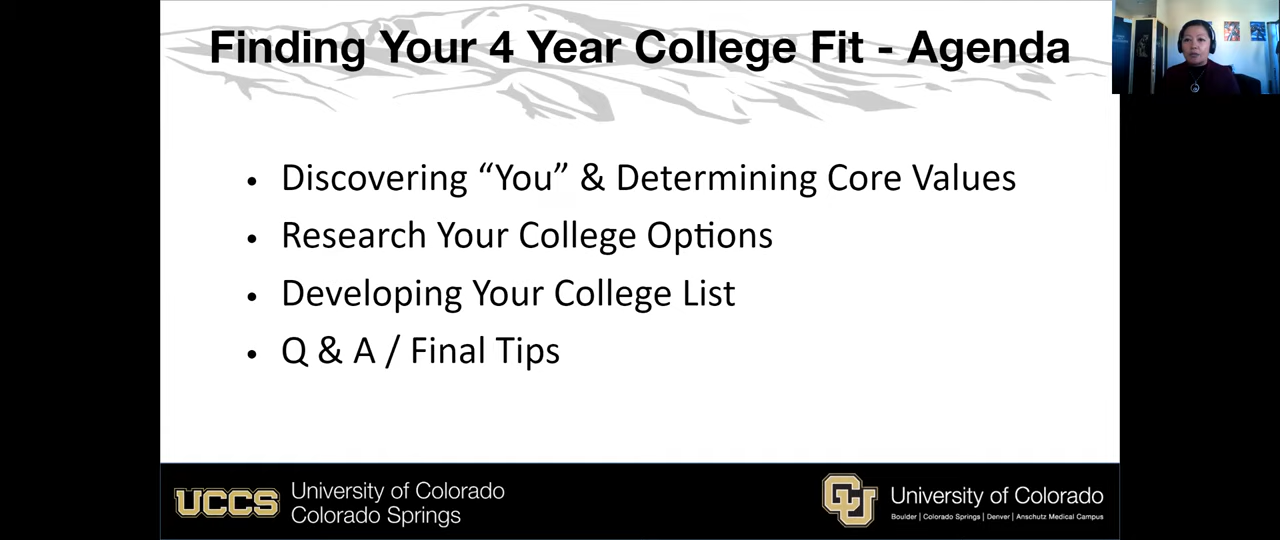 Finding Your 4 Year College Fit - Agenda
• Discovering “You” & Determining Core Values
• Research Your College Options
• Developing Your College List
• Q & A / Final Tips
UCCS
University of Colorado
Colorado Springs
CU
University of Colorado
Boulder | Colorado Springs | Denver | Anschutz Medical Campus